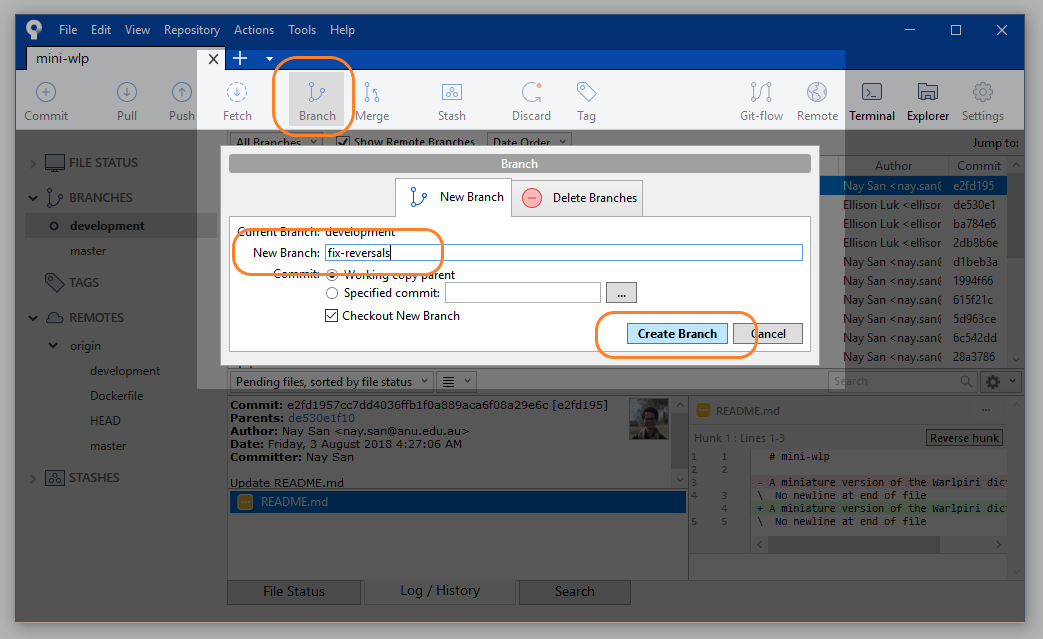 File Edit View Repository Actions Tools Help
mini-wlp
Commit Pull Push Fetch Branch Merge Stash Discard Tag Git-flow Remote Terminal Explorer Settings
All Branches Show Remote Branches Date Order Jump to:
FILE STATUS
BRANCHES
development
master
TAGS
REMOTES
origin
development
Dockerfile
HEAD
master
STASHES
Branch
New Branch Delete Branches
Current Branch: development
New Branch: fix-reversals
Commit: Working copy parent
Specified commit: ...
Checkout New Branch
Create Branch Cancel
Author Commit
Nay San <nay.san@ e2fd195
Ellison Luk <ellisor de530e1
Ellison Luk <ellisor ba784e6
Ellison Luk <ellisor 2db8b6e
Nay San <nay.san@ d1beb3a
Nay San <nay.san@ 1994f66
Nay San <nay.san@ 615f21c
Nay San <nay.san@ 5d963ce
Nay San <nay.san@ 6c542dd
Nay San <nay.san@ 28a3786
Pending files, sorted by file status Search
Commit: e2fd1957cc7dd4036ffb1f0a889aca6f08a29e6c [e2fd195]
Parents: de530e1f10
Author: Nay San <nay.san@anu.edu.au>
Date: Friday, 3 August 2018 4:27:06 AM
Committer: Nay San
Update README.md
README.md
README.md ...
Hunk 1 : Lines 1-3 Reverse hunk
1 1 # mini-wlp
2 2
3 - A miniature version of the Warlpiri dic
4 3 \ No newline at end of file
4 + A miniature version of the Warlpiri dic
5 5 \ No newline at end of file
File Status Log / History Search